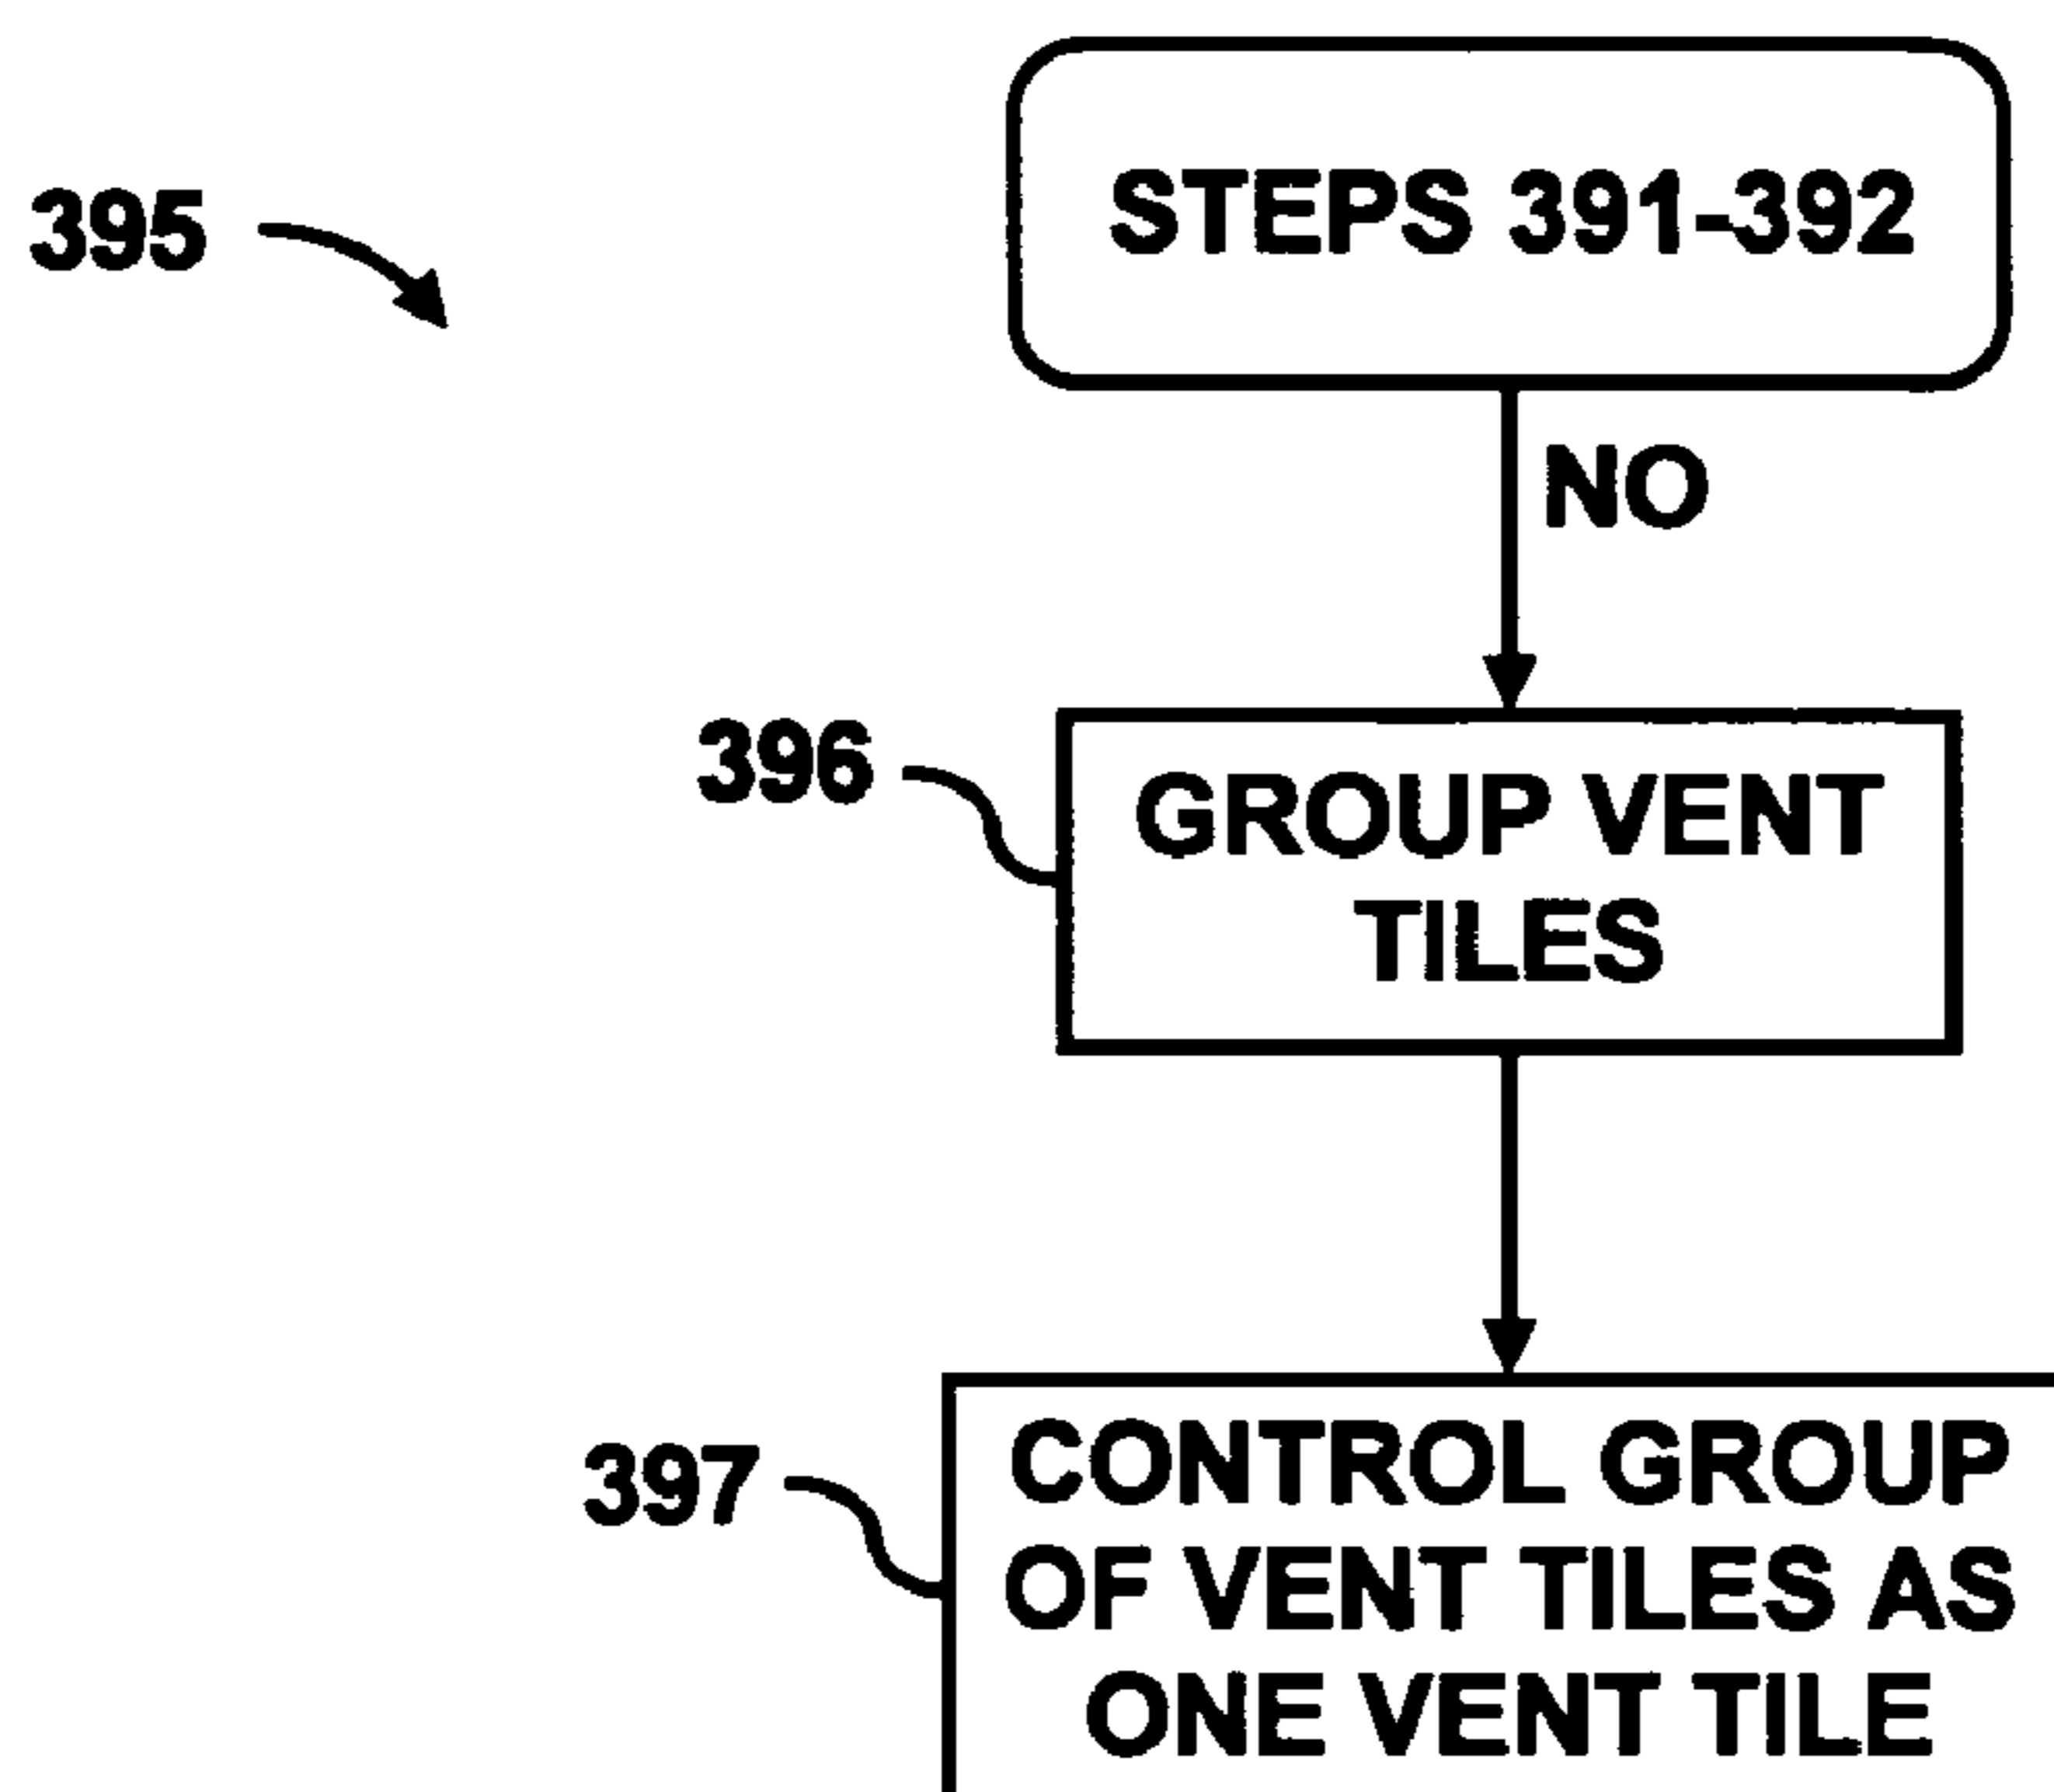 STEPS 391-392
395
NO
396
GROUP VENT
TILES
397
CONTROL GROUP
OF VENT TILES AS
ONE VENT TILE